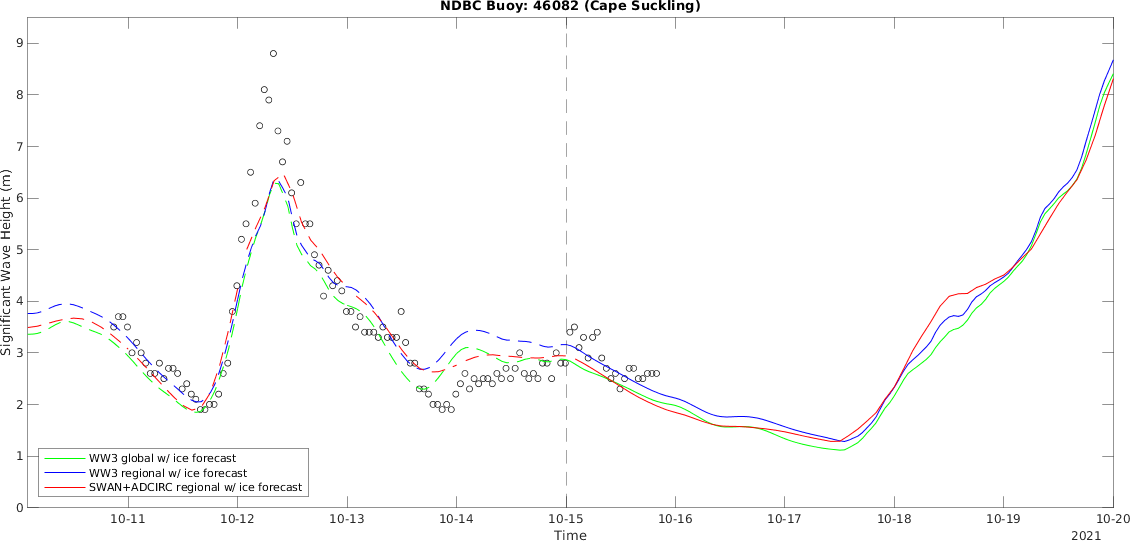 NDBC Buoy: 46082 (Cape Suckling)
Significant Wave Height (m)
9
8
7
6
5
4
3
2
1
0
WW3 global w/ ice forecast
WW3 regional w/ ice forecast
SWAN+ADCIRC regional w/ ice forecast
10-11 10-12 10-13 10-14 10-15 10-16 10-17 10-18 10-19 10-20
Time
2021